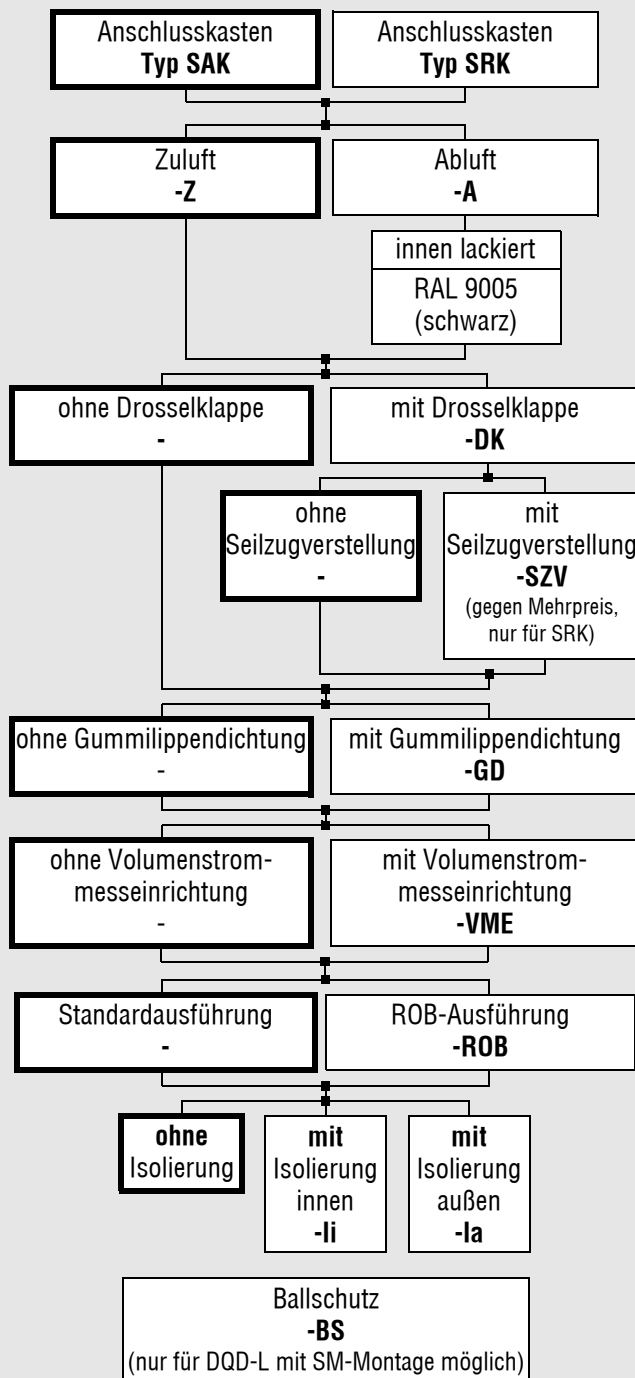 Anschlusskasten
Typ SAK
Anschlusskasten
Typ SRK
Zuluft
-Z
Abluft
-A
innen lackiert
RAL 9005
(schwarz)
ohne Drosselklappe
-
mit Drosselklappe
-DK
ohne
Seilzugverstellung
-
mit
Seilzugverstellung
-SZV
(gegen Mehrpreis,
nur für SRK)
ohne Gummilippendichtung
-
mit Gummilippendichtung
-GD
ohne Volumenstrom-
messeinrichtung
-
mit Volumenstrom-
messeinrichtung
-VME
Standardausführung
-
ROB-Ausführung
-ROB
ohne
Isolierung
mit
Isolierung
innen
-Ii
mit
Isolierung
außen
-Ia
Ballschutz
-BS
(nur für DQD-L mit SM-Montage möglich)